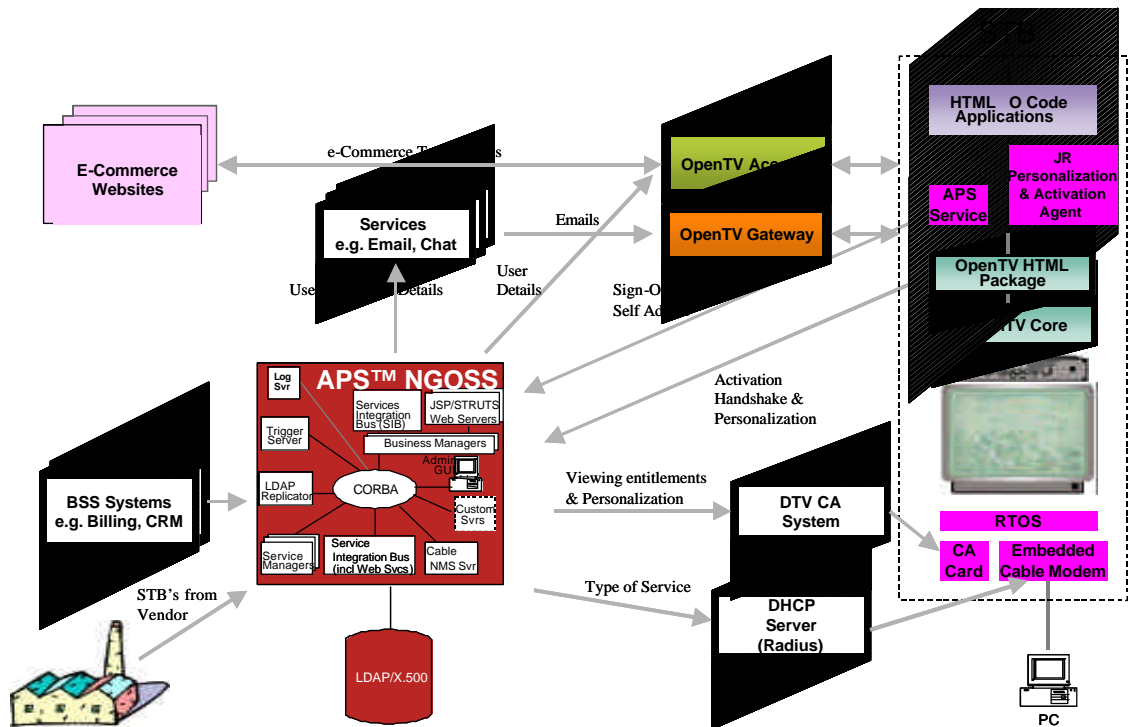 STB
HTML O Code
Applications
E-Commerce
Websites
e-Commerce
OpenTV
JR
Personalization
& Activation
Agent
APS
Service
Services
e.g. Email, Chat
Emails
OpenTV Gateway
OpenTV HTML
Package
User
Details
Details
Core
APS™ NGOSS
Log
Svr
Services
Integration
Bus (SIB)
JSP/STRUTS
Web Servers
Trigger
Server
Business Managers
Activation
Handshake &
Personalization
LDAP
Replicator
CORBA
Custom
Svrs
BSS Systems
e.g. Billing, CRM
Viewing entitlements
& Personalization
DTV CA
System
RTOS
Service
Managers
Service
Integration Bus
(incl Web Svcs)
Cable
NMS Svr
CA
Card
Embedded
Cable Modem
STB's from
Vendor
Type of Service
DHCP
Server
(Radius)
LDAP/X.500
PC